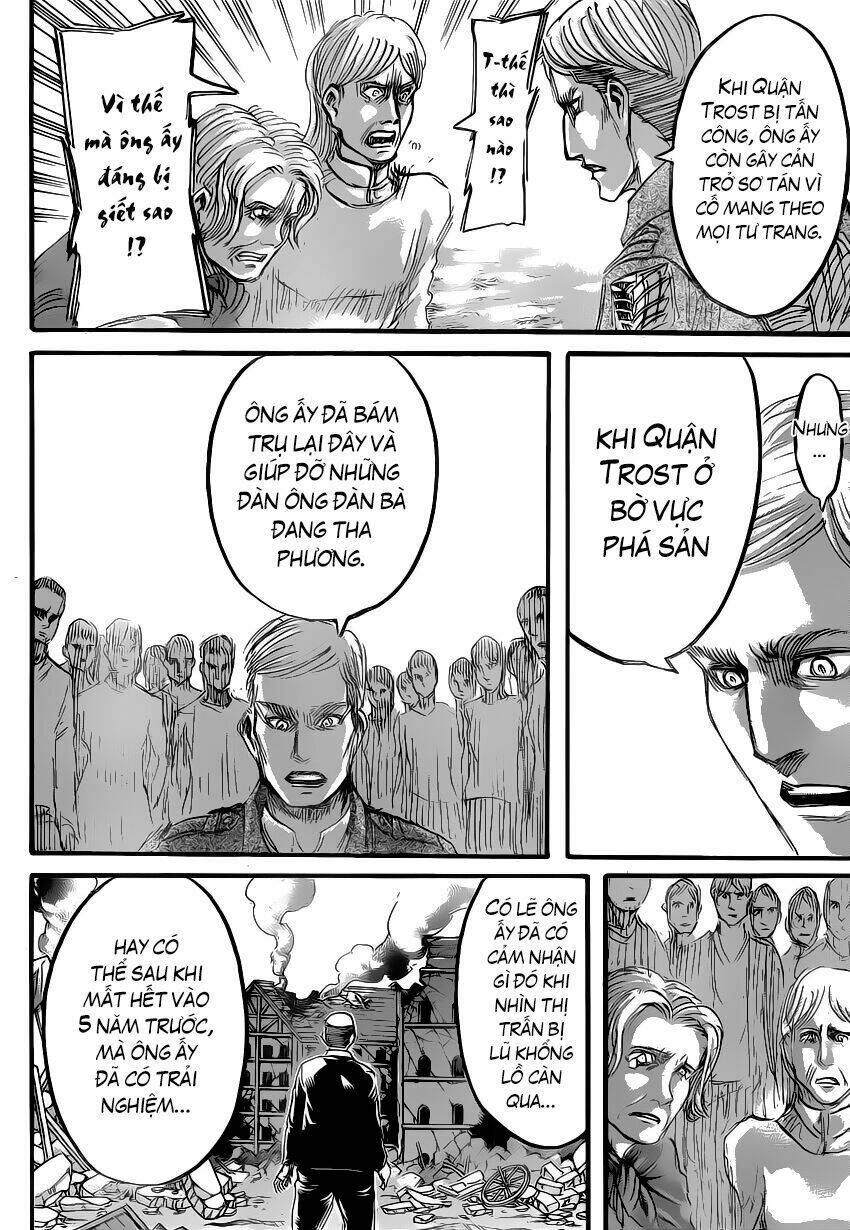 KHI QUẬN
TROST BỊ TẤN
CÔNG, ÔNG ẤY
CÒN GÂY CẢN
TRỞ SƠ TÁN VÌ
CỐ MANG THEO
MỌI TƯ TRANG.
T-thế
thì
sao
nào
!?
Vì thế
mà ông ấy
đáng bị
giết sao
!?
NHƯNG
...
KHI QUẬN
TROST Ở
BỜ VỰC
PHÁ SẢN
ÔNG ẤY ĐÃ BÁM
TRỤ LẠI ĐÂY VÀ
GIÚP ĐỠ NHỮNG
ĐÀN ÔNG ĐÀN BÀ
ĐANG THA
PHƯƠNG.
CÓ LẼ ÔNG
ẤY ĐÃ CÓ
CẢM NHẬN
GÌ ĐÓ KHI
NHÌN THỊ
TRẤN BỊ
LŨ KHỔNG
LỒ CÀN
QUA...
HAY CÓ
THỂ SAU KHI
MẤT HẾT VÀO
5 NĂM TRƯỚC,
MÀ ÔNG ẤY
ĐÃ CÓ TRẢI
NGHIỆM...